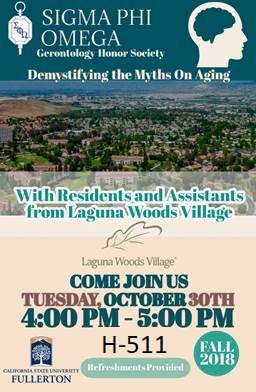 SIGMA PHI
OMEGA
Gerontology Honor Society
ΣΦΩ
Demystifying the Myths On Aging
With Residents and Assistants
from Laguna Woods Village
Laguna Woods Village®
COME JOIN US
TUESDAY, OCTOBER 30TH
4:00 PM - 5:00 PM
H-511
FALL
2018
CALIFORNIA STATE UNIVERSITY
FULLERTON
Refreshments Provided